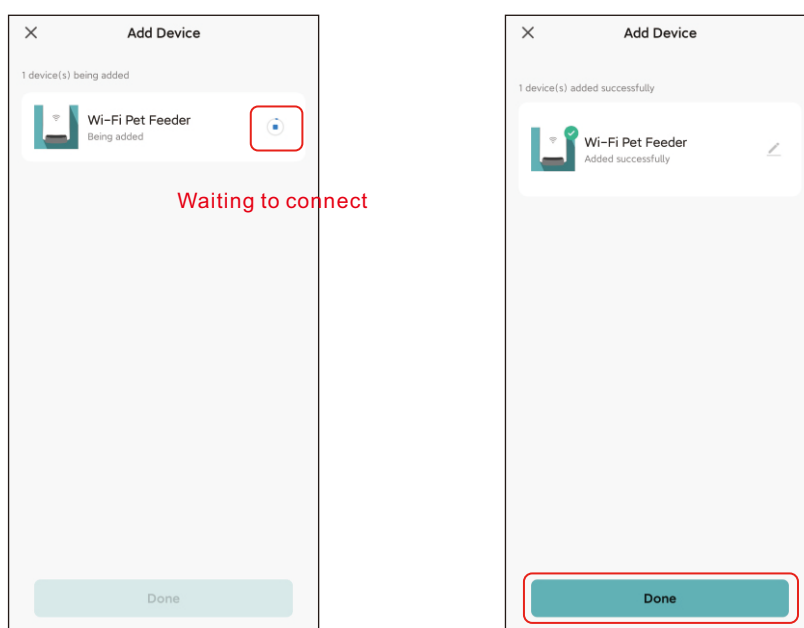 Add Device
1 device(s) being added
Wi-Fi Pet Feeder
Being added
Waiting to connect
Done
Add Device
1 device(s) added successfully
Wi-Fi Pet Feeder
Added successfully
Done